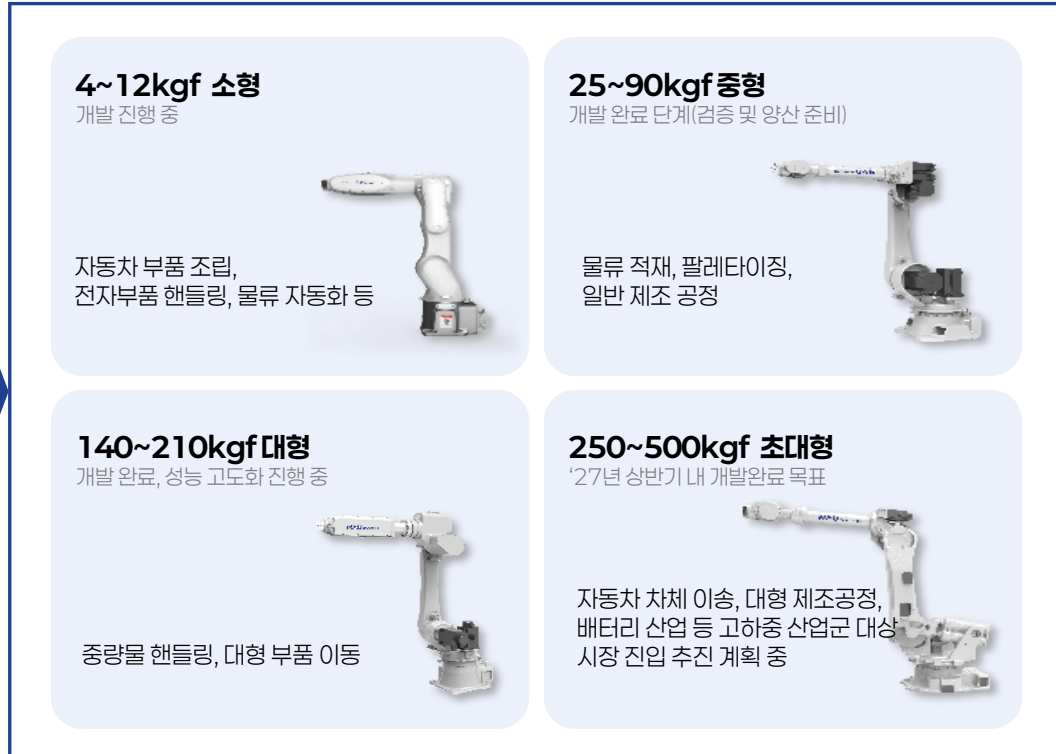 4~12kgf 소형
개발 진행 중
자동차 부품 조립,
전자부품 핸들링, 물류 자동화 등
25~90kgf 중형
개발 완료 단계(검증 및 양산 준비)
물류 적재, 팔레타이징,
일반 제조 공정
140~210kgf 대형
개발 완료, 성능 고도화 진행 중
중량물 핸들링, 대형 부품 이동
250~500kgf 초대형
‘27년 상반기 내 개발완료 목표
자동차 차체 이송, 대형 제조공정,
배터리 산업 등 고하중 산업군 대상
시장 진입 추진 계획 중